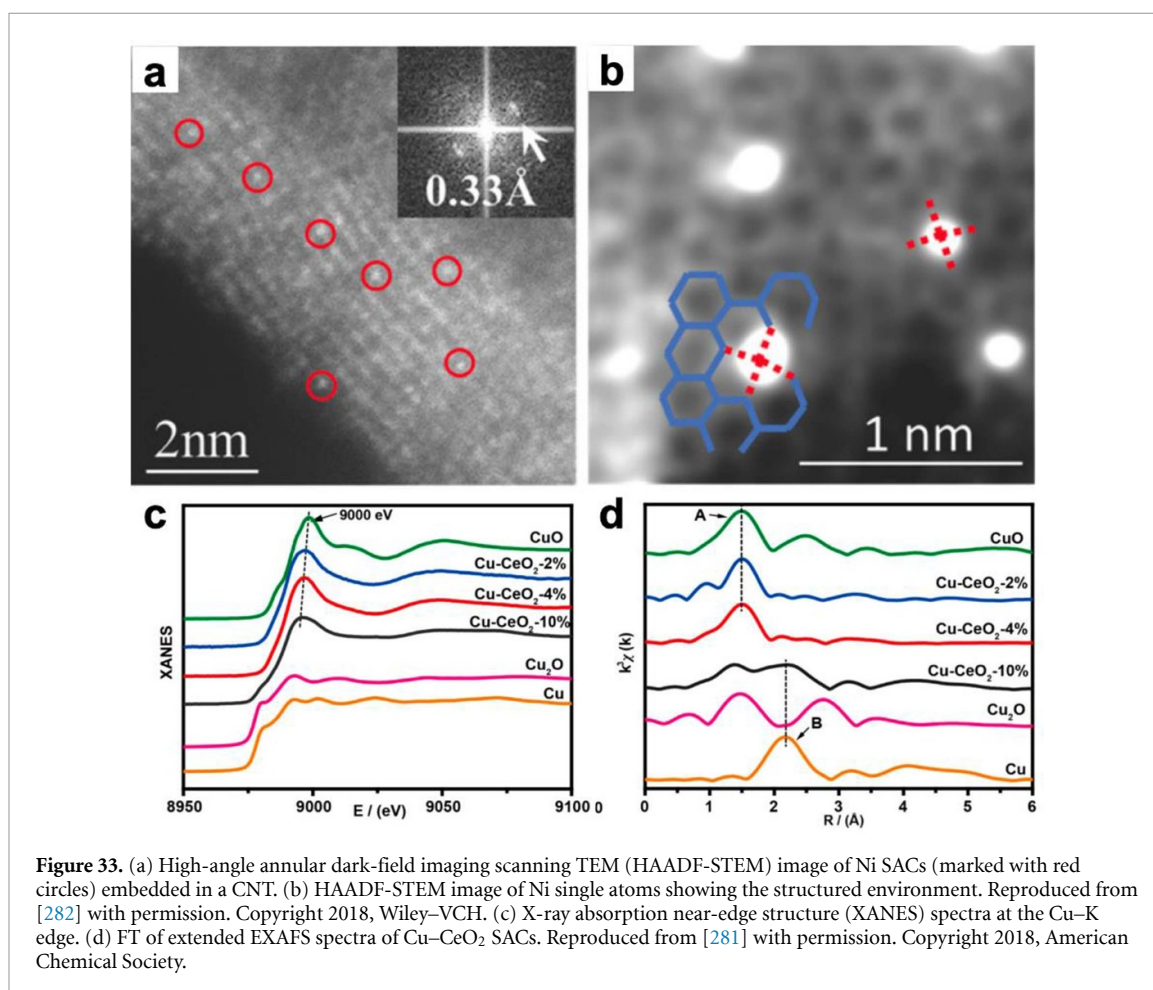 a
0.33Å
2nm
b
1 nm
c
9000 eV
CuO
Cu-CeO₂-2%
Cu-CeO₂-4%
Cu-CeO₂-10%
Cu₂O
Cu
XANES
8950 9000 9050 9100
E / (eV)
d
A
CuO
Cu-CeO₂-2%
Cu-CeO₂-4%
Cu-CeO₂-10%
Cu₂O
B
Cu
k³χ (k)
0 0 1 2 3 4 5 6
R / (Å)
Figure 33. (a) High-angle annular dark-field imaging scanning TEM (HAADF-STEM) image of Ni SACs (marked with red
circles) embedded in a CNT. (b) HAADF-STEM image of Ni single atoms showing the structured environment. Reproduced from
[282] with permission. Copyright 2018, Wiley–VCH. (c) X-ray absorption near-edge structure (XANES) spectra at the Cu–K
edge. (d) FT of extended EXAFS spectra of Cu–CeO₂ SACs. Reproduced from [281] with permission. Copyright 2018, American
Chemical Society.